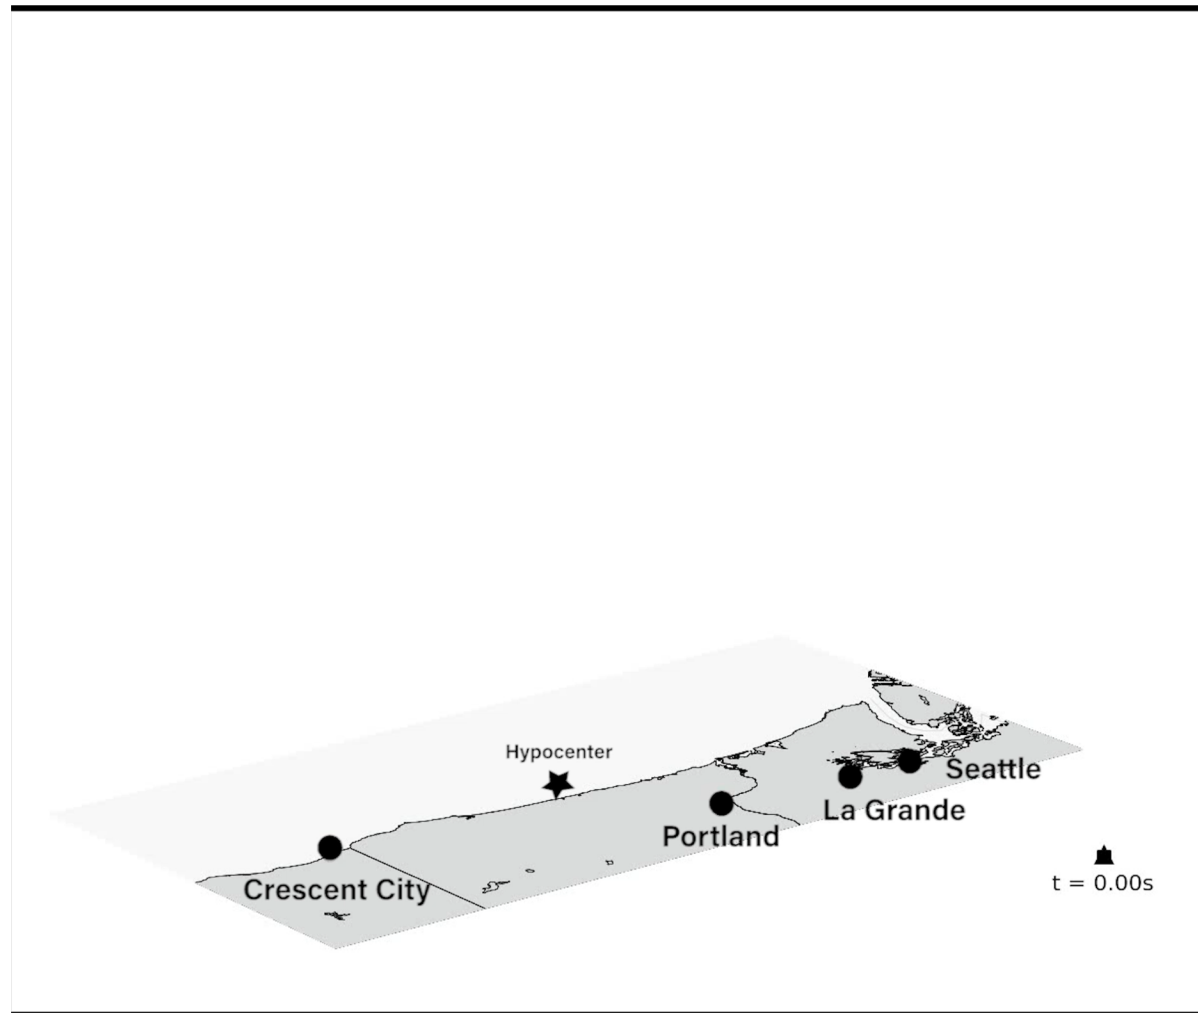 Hypocenter
Seattle
La Grande
Portland
Crescent City
t = 0.00s